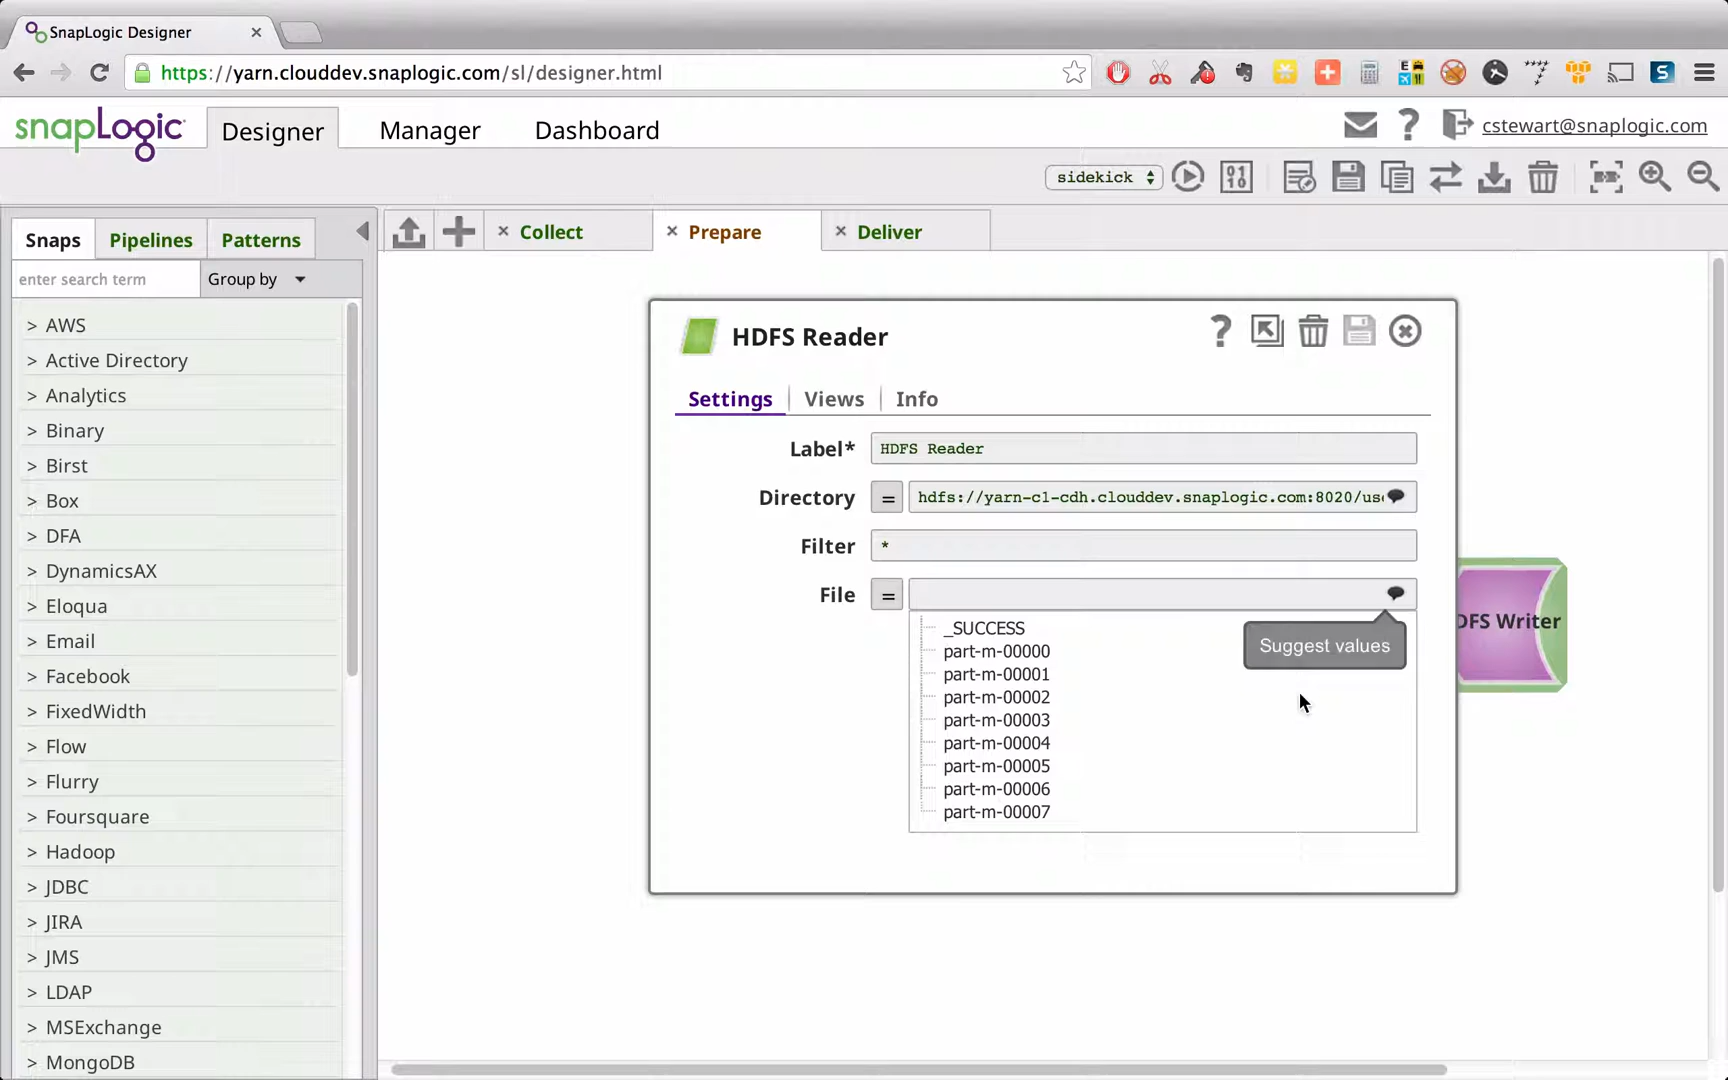 SnapLogic Designer
https://yarn.clouddev.snaplogic.com/sl/designer.html
snapLogic
Designer
Manager
Dashboard
cstewart@snaplogic.com
sidekick
Snaps
Pipelines
Patterns
Collect
Prepare
Deliver
enter search term
Group by
> AWS
> Active Directory
> Analytics
> Binary
> Birst
> Box
> DFA
> DynamicsAX
> Eloqua
> Email
> Facebook
> FixedWidth
> Flow
> Flurry
> Foursquare
> Hadoop
> JDBC
> JIRA
> JMS
> LDAP
> MSExchange
> MongoDB
HDFS Reader
Settings
Views
Info
Label* HDFS Reader
Directory = hdfs://yarn-c1-cdh.clouddev.snaplogic.com:8020/us
Filter *
File =
_SUCCESS
part-m-00000
part-m-00001
part-m-00002
part-m-00003
part-m-00004
part-m-00005
part-m-00006
part-m-00007
Suggest values
DFS Writer